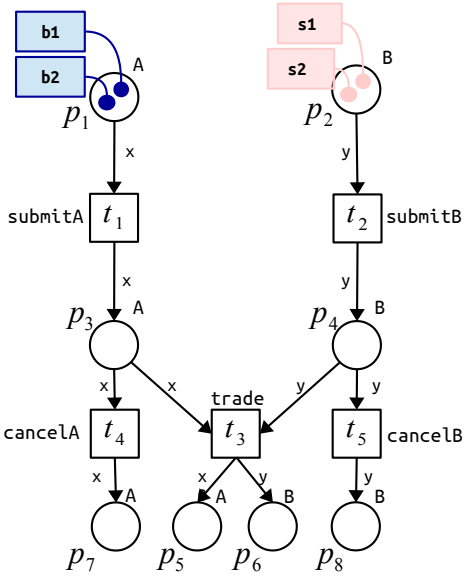 b1
s1
b2
s2
A
B
p1
p2
x
y
submitA
t1
t2
submitB
x
y
p3
A
p4
B
x
x
trade
y
y
cancelA
t4
t3
t5
cancelB
x
A
x
A
y
B
y
B
p7
p5
p6
p8